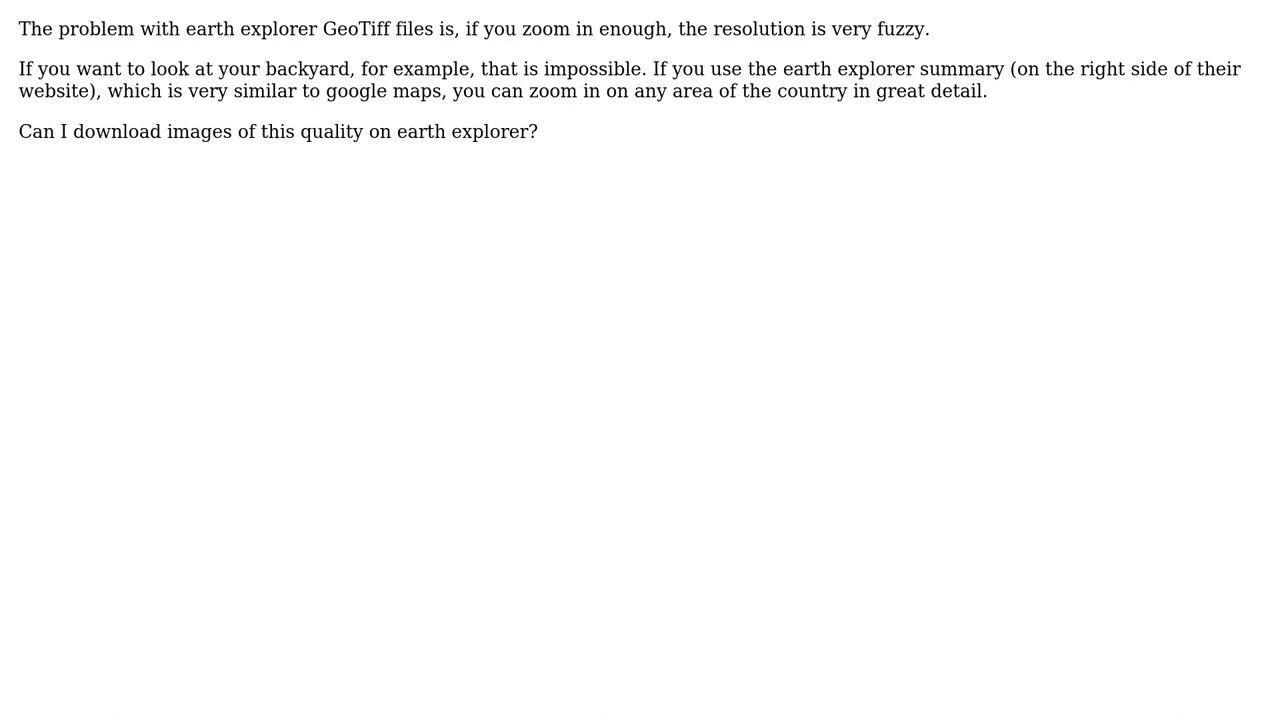 The problem with earth explorer GeoTiff files is, if you zoom in enough, the resolution is very fuzzy.
If you want to look at your backyard, for example, that is impossible. If you use the earth explorer summary (on the right side of their
website), which is very similar to google maps, you can zoom in on any area of the country in great detail.
Can I download images of this quality on earth explorer?